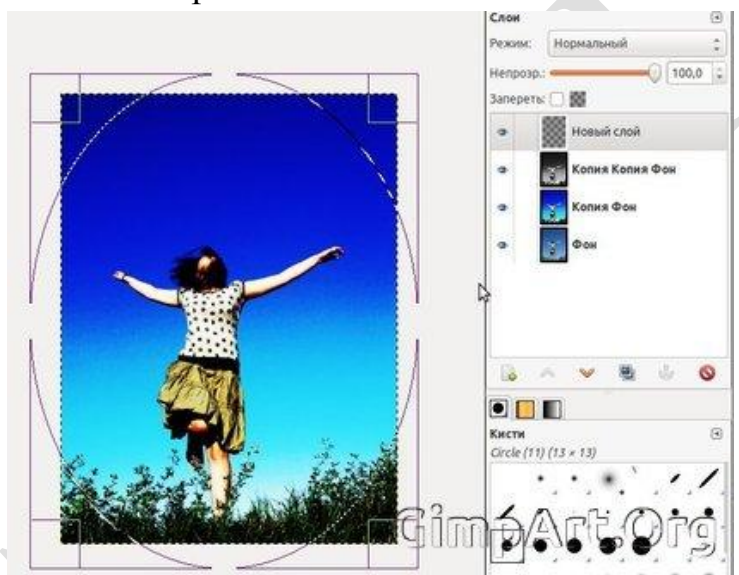 Слои
Режим: Нормальный
Непрозр.: 100,0
Запереть:
Новый слой
Копия Копия Фон
Копия Фон
Фон
Кисти
Circle (11) (13 × 13)
GimpArt.Org